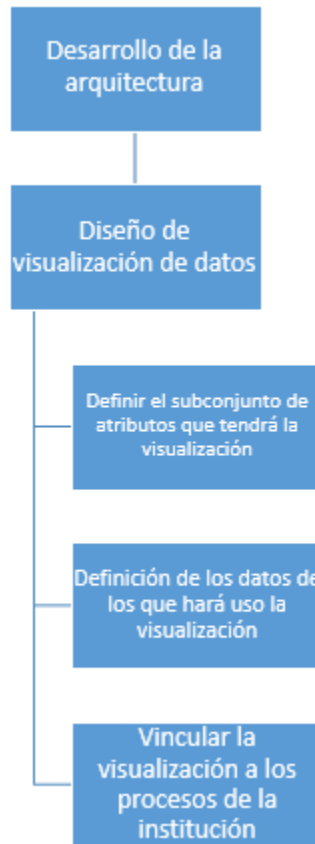 Desarrollo de la
arquitectura
Diseño de
visualización de datos
Definir el subconjunto de
atributos que tendrá la
visualización
Definición de los datos de
los que hará uso la
visualización
Vincular la
visualización a los
procesos de la
institución